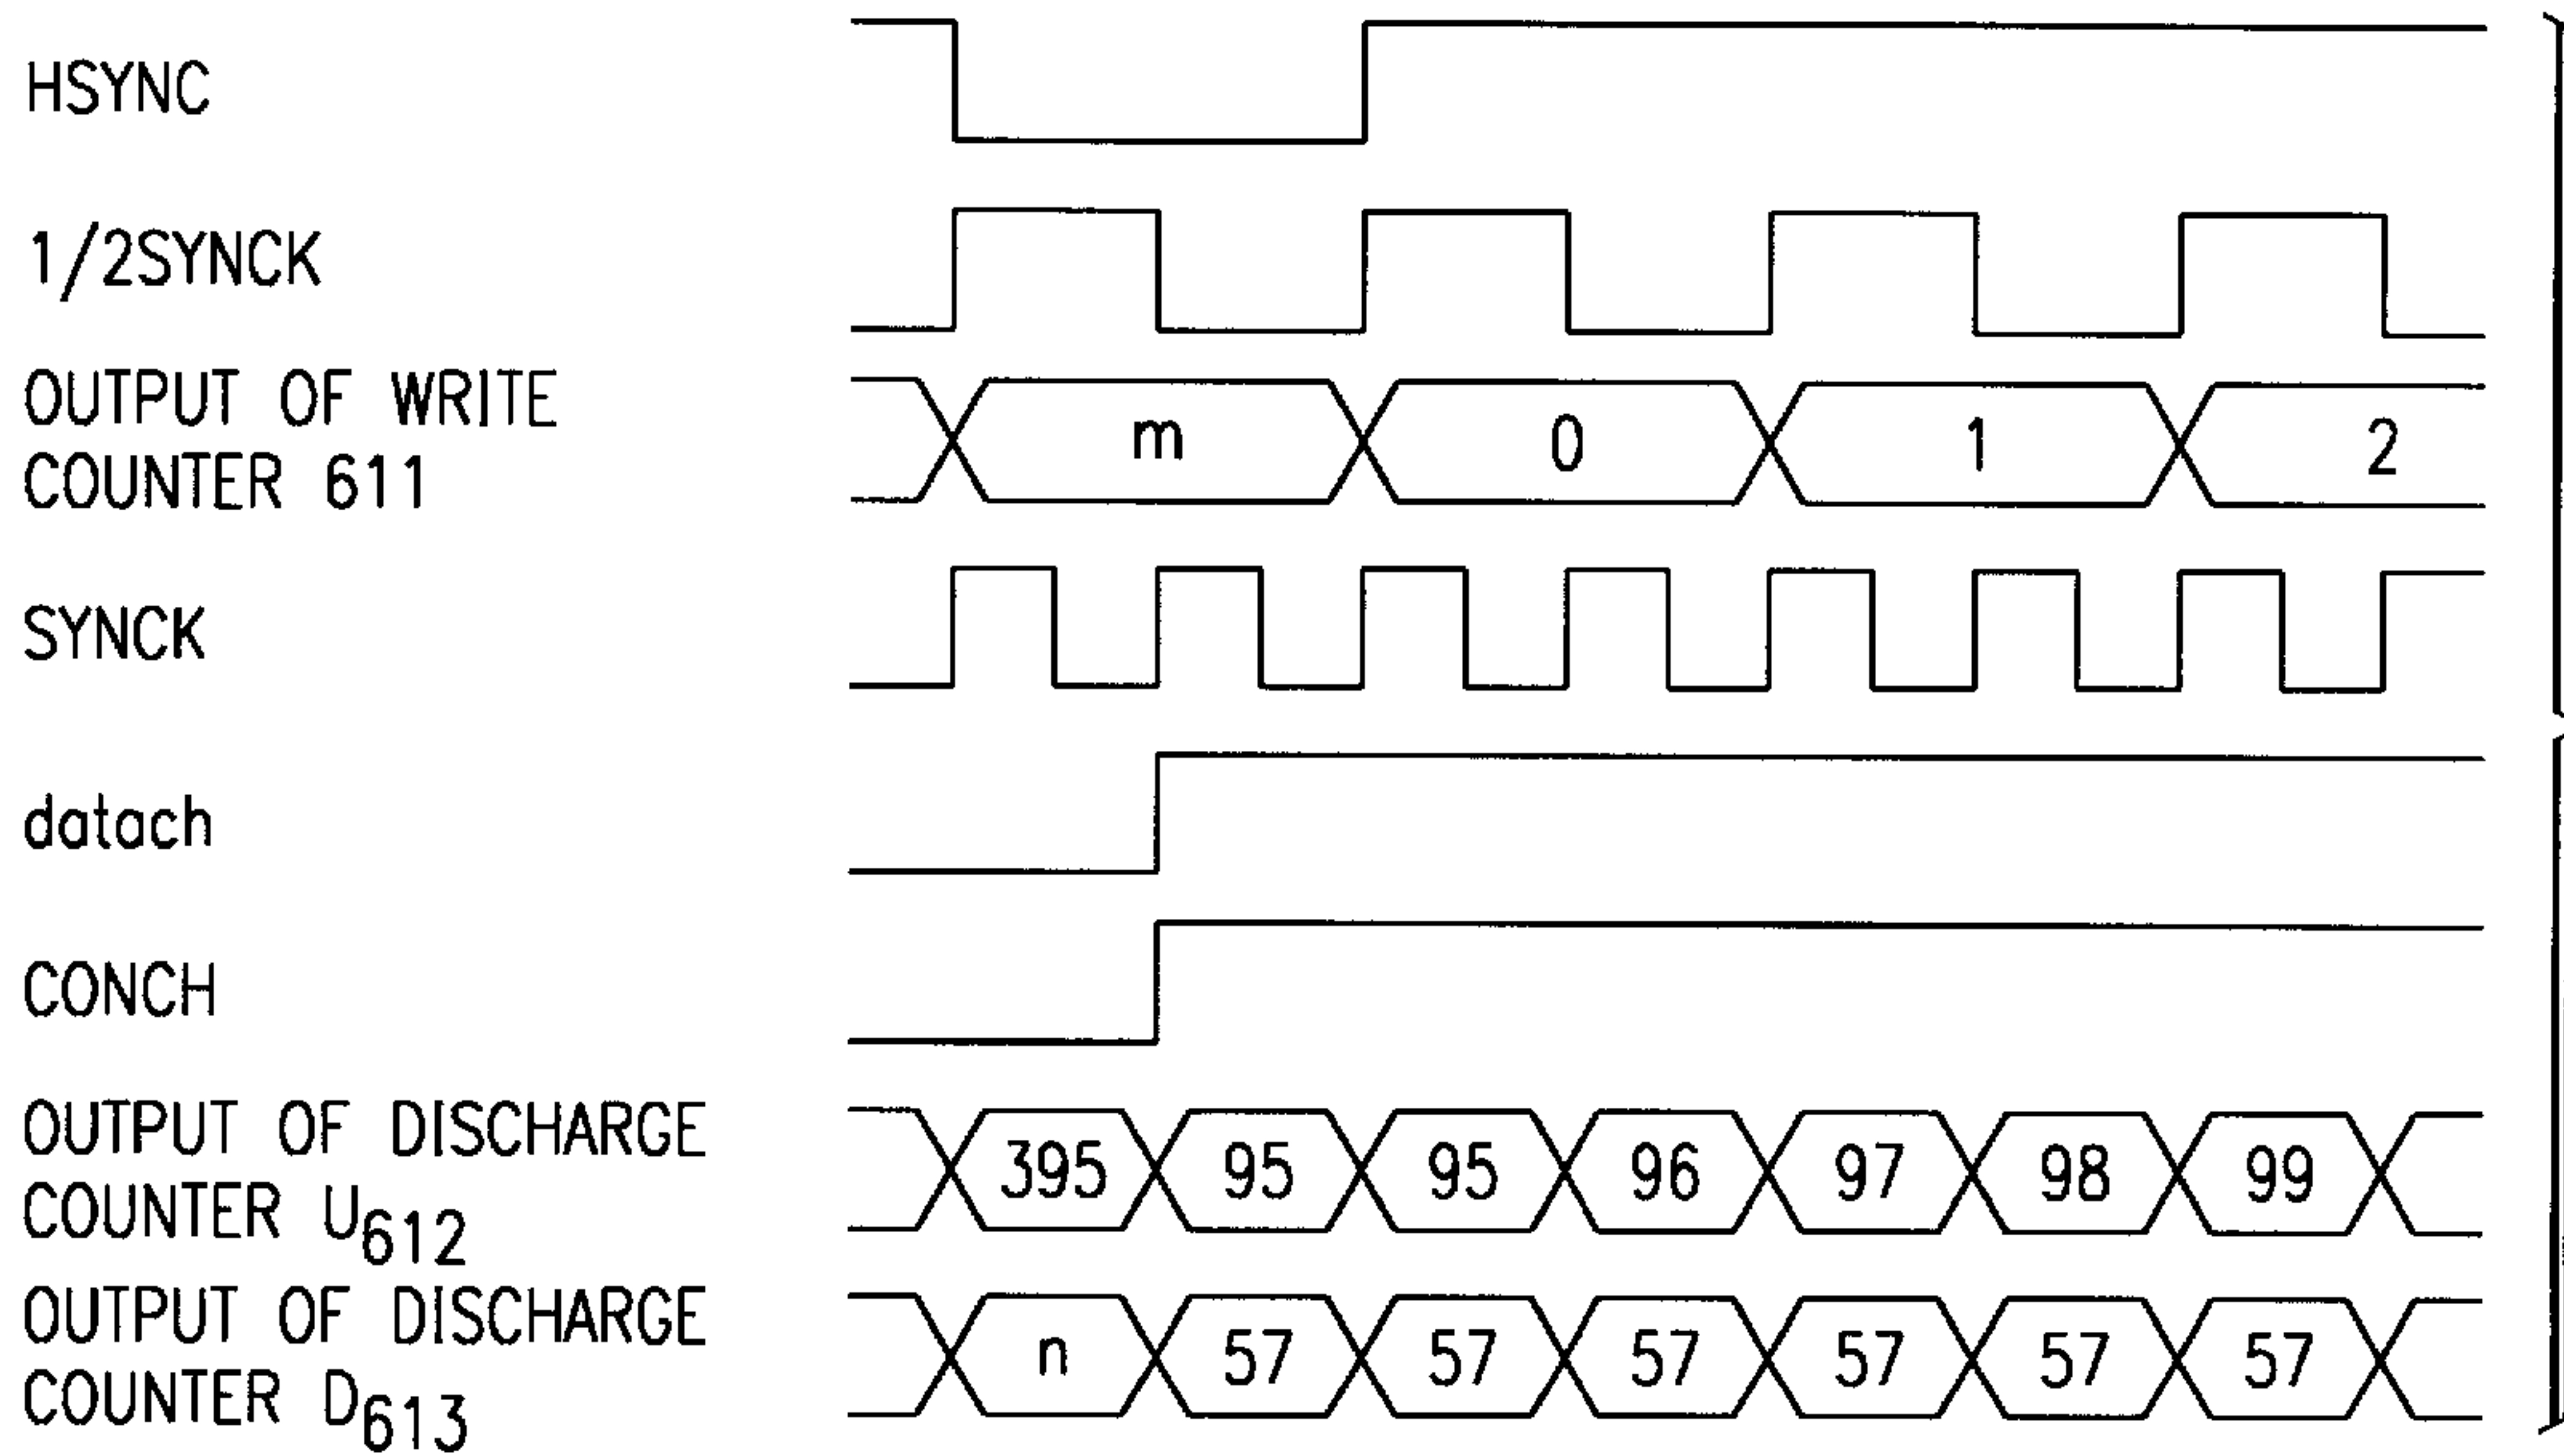 HSYNC
1/2SYNCK
OUTPUT OF WRITE
COUNTER 611
m 0 1 2
SYNCK
datach
CONCH
OUTPUT OF DISCHARGE
COUNTER U612
395 95 95 96 97 98 99
OUTPUT OF DISCHARGE
COUNTER D613
n 57 57 57 57 57 57